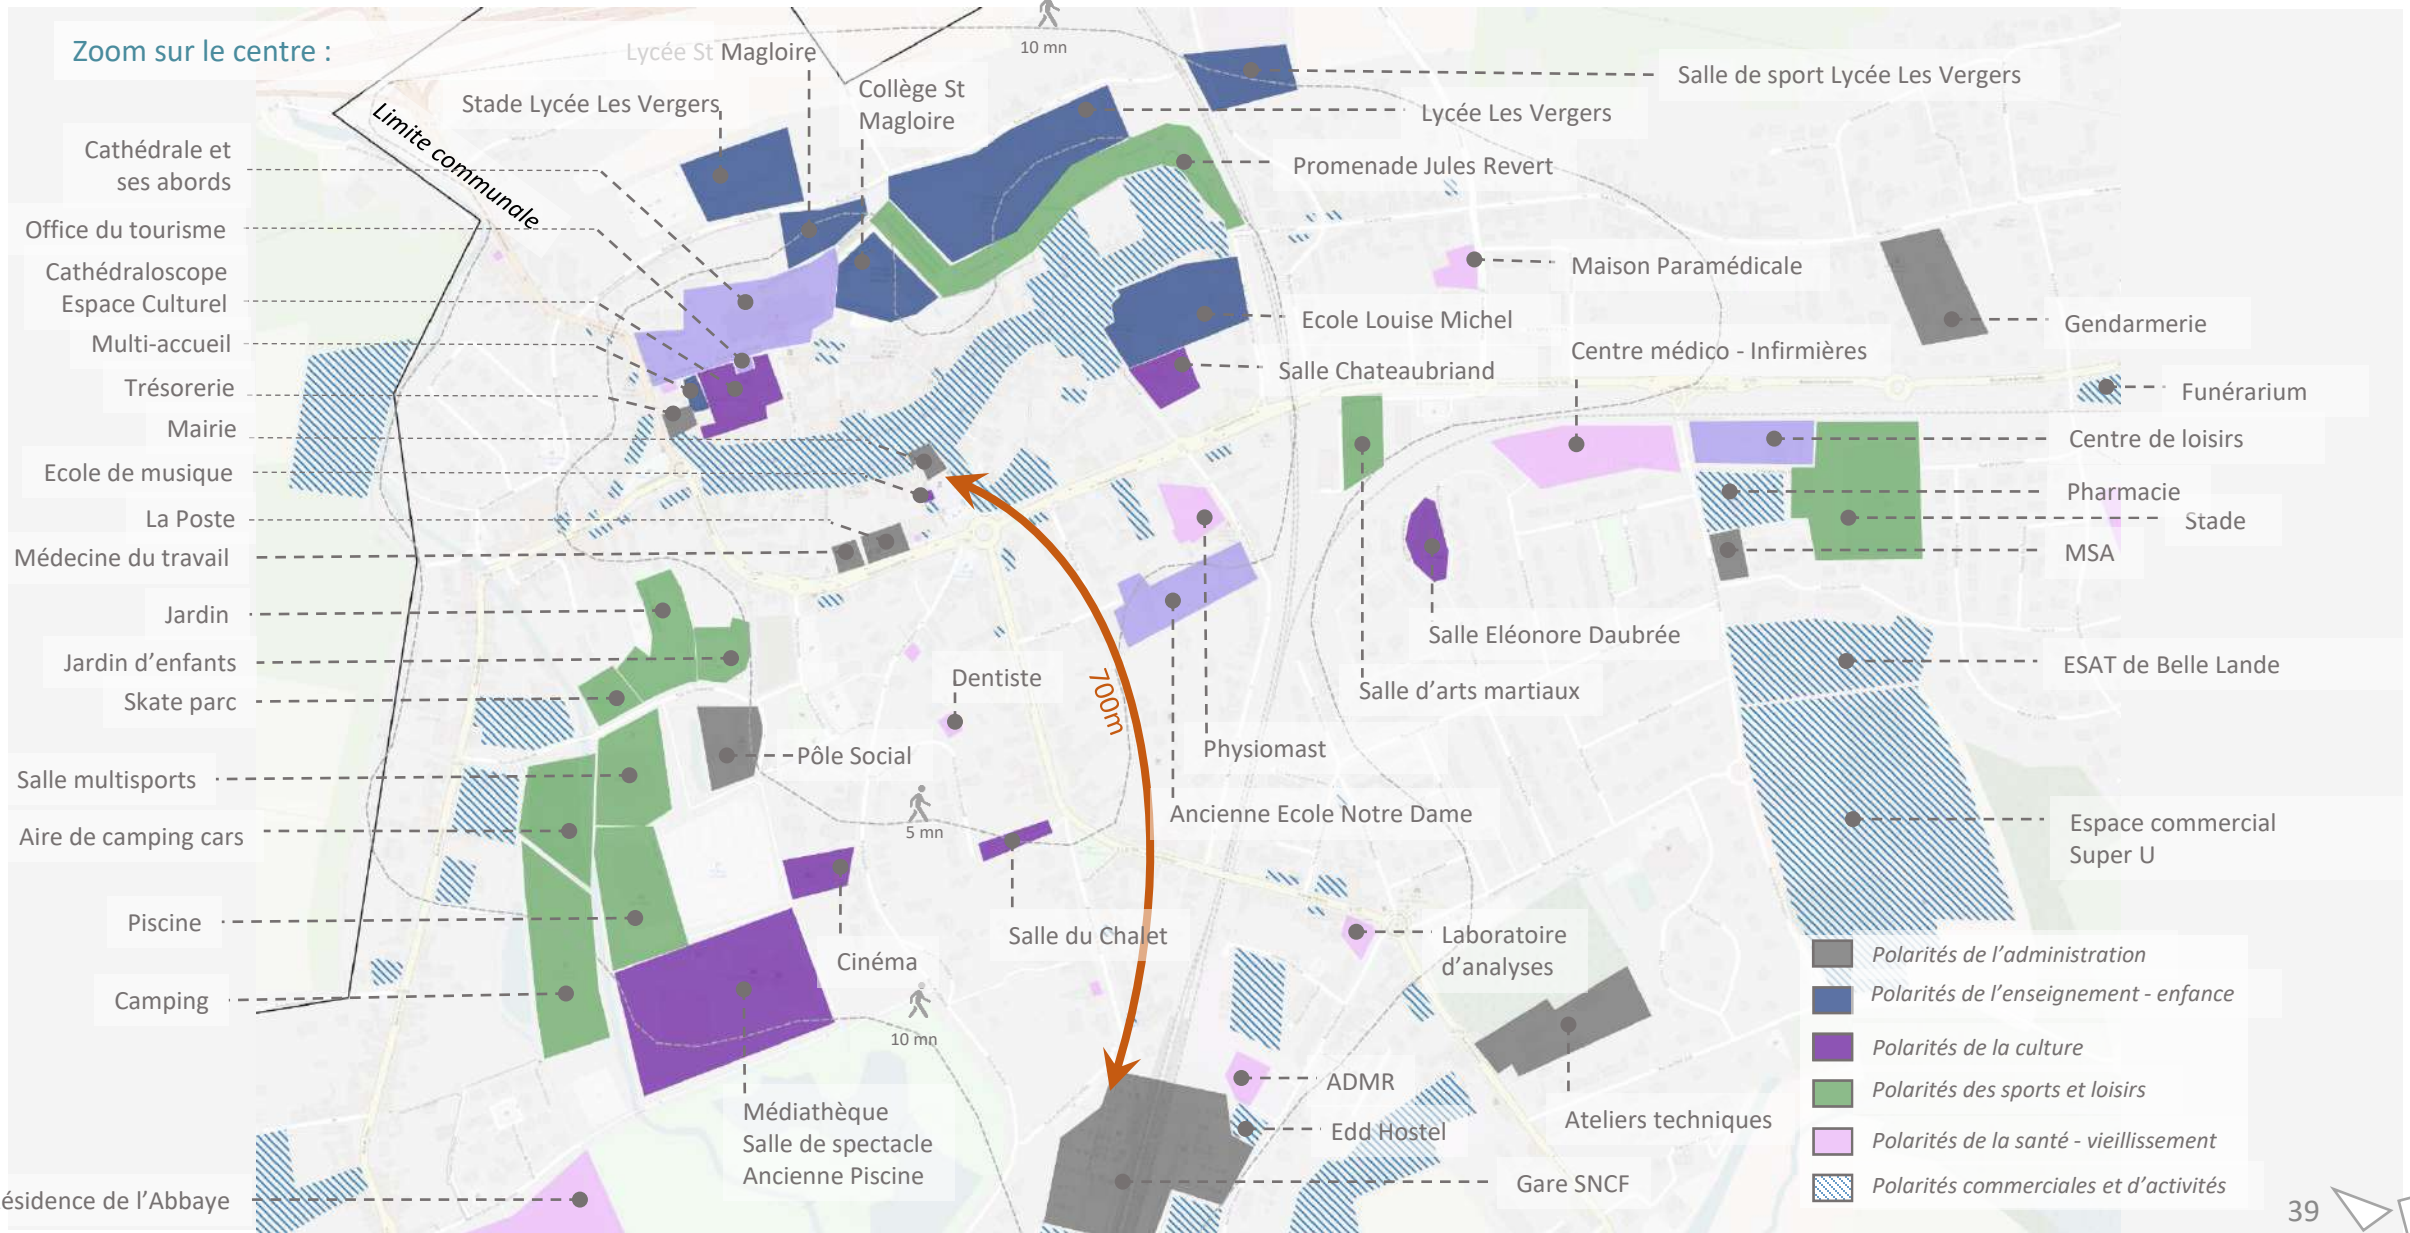 Zoom sur le centre :
10 mn
Lycée St Magloire
Stade Lycée Les Vergers
Collège St
Magloire
Salle de sport Lycée Les Vergers
Lycée Les Vergers
Promenade Jules Revert
Limite communale
Cathédrale et
ses abords
Office du tourisme
Cathédraloscope
Espace Culturel
Multi-accueil
Trésorerie
Mairie
Ecole de musique
La Poste
Médecine du travail
Jardin
Jardin d'enfants
Skate parc
Salle multisports
Aire de camping cars
Piscine
Camping
ésidence de l'Abbaye
Maison Paramédicale
Ecole Louise Michel
Centre médico - Infirmières
Salle Chateaubriand
Gendarmerie
Funérarium
Centre de loisirs
Pharmacie
Stade
MSA
Salle Eléonore Daubrée
ESAT de Belle Lande
Salle d'arts martiaux
Dentiste
700m
Physiomast
Pôle Social
5 mn
Ancienne Ecole Notre Dame
Espace commercial
Super U
Salle du Chalet
Cinéma
Laboratoire
d'analyses
10 mn
ADMR
Médiathèque
Salle de spectacle
Ancienne Piscine
Edd Hostel
Ateliers techniques
Gare SNCF
Polarités de l'administration
Polarités de l'enseignement - enfance
Polarités de la culture
Polarités des sports et loisirs
Polarités de la santé - vieillissement
Polarités commerciales et d'activités
39